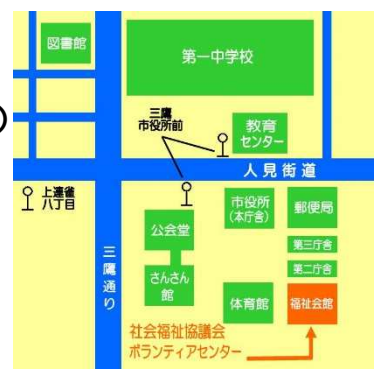 図書館
第一中学校
三鷹
市役所前
教育
センター
人見街道
上連雀
八丁目
三鷹通り
公会堂
さんさん
館
市役所
(本庁舎)
郵便局
第三庁舎
第二庁舎
体育館
福祉会館
社会福祉協議会
ボランティアセンター